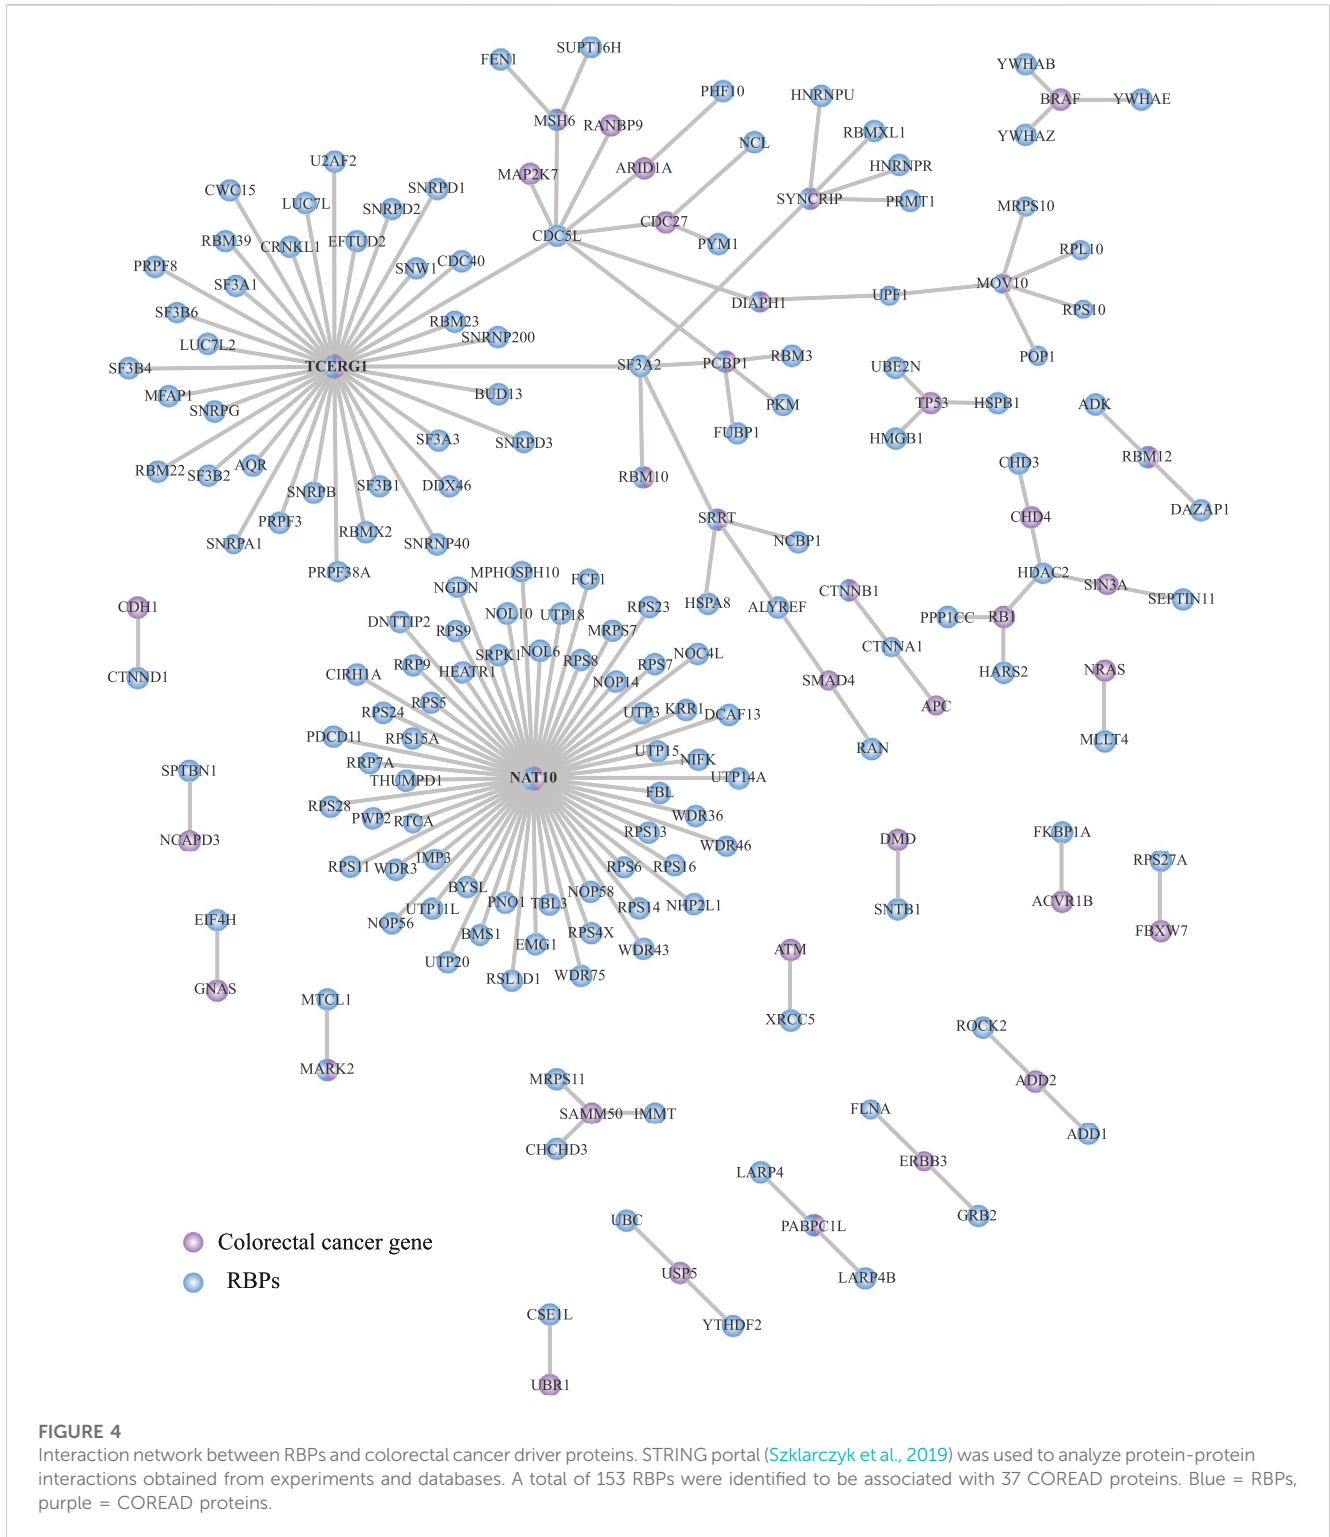 FEN1
SUPT16H
YWHAB
BRAF
YWHAE
YWHAZ
PHF10
HNRNPU
MSH6
RANBP9
RBMXL1
NCL
U2AF2
MAP2K7
ARID1A
HNRNPR
CWC15
SNRPD1
SYNCRIP
PRMT1
LUC7L
SNRPD2
MRPS10
CDC27
RBM39
CRNKL1
EFTUD2
CDC5L
PYM1
RPL10
PRPF8
SNW1
CDC40
SF3A1
MOV10
DIAPH1
UPF1
SF3B6
RBM23
RPS10
LUC7L2
SNRNP200
POP1
SF3B4
TCERG1
SF3A2
PCBP1
RBM3
UBE2N
MFAP1
SNRPG
BUD13
PKM
TP53
HSPB1
ADK
SF3A3
SNRPD3
FUBP1
HMGB1
RBM22
SF3B2
AQR
RBM10
CHD3
RBM12
SNRPB
SF3B1
DDX46
PRPF3
SRRT
CHD4
DAZAP1
SNRPA1
RBMX2
SNRNP40
NCBP1
PRPF38A
MPHOSPH10
NGDN
FCF1
HDAC2
SIN3A
CTNNB1
SEPTIN11
CDH1
DNTTIP2
NOL10
UTP18
RPS23
HSPA8
ALYREF
PPP1CC
RB1
RPS9
MRPS7
CTNNA1
SRPK1
NOL6
RPS8
NOC4L
CIRH1A
RRP9
HEATR1
RPS7
HARS2
NRAS
CTNND1
NOP14
SMAD4
RPS24
RPS5
UTP3
KRR1
DCAF13
APC
PDCD11
RPS15A
MLLT4
UTP15
NIFK
RAN
RRP7A
SPTBN1
THUMPD1
NAT10
UTP14A
RPS28
PWP2
RTCA
FBL
WDR36
NCAPD3
RPS13
WDR46
DMD
FKBP1A
RPS11
WDR3
IMP3
RPS6
RPS16
RPS27A
BYSL
NOP58
UTP11L
PNO1
TBL3
RPS14
NHP2L1
SNTB1
ACVR1B
EIF4H
NOP56
BMS1
EMG1
RPS4X
WDR43
ATM
FBXW7
UTP20
RSL1D1
WDR75
GNAS
MTCL1
XRCC5
ROCK2
MARK2
MRPS11
ADD2
SAMM50
IMMT
FLNA
ADD1
CHCHD3
ERBB3
LARP4
UBC
PABPC1L
GRB2
Colorectal cancer gene
USP5
LARP4B
RBPs
CSE1L
YTHDF2
UBR1
FIGURE 4
Interaction network between RBPs and colorectal cancer driver proteins. STRING portal (Szklarczyk et al., 2019) was used to analyze protein-protein
interactions obtained from experiments and databases. A total of 153 RBPs were identified to be associated with 37 COREAD proteins. Blue = RBPs,
purple = COREAD proteins.